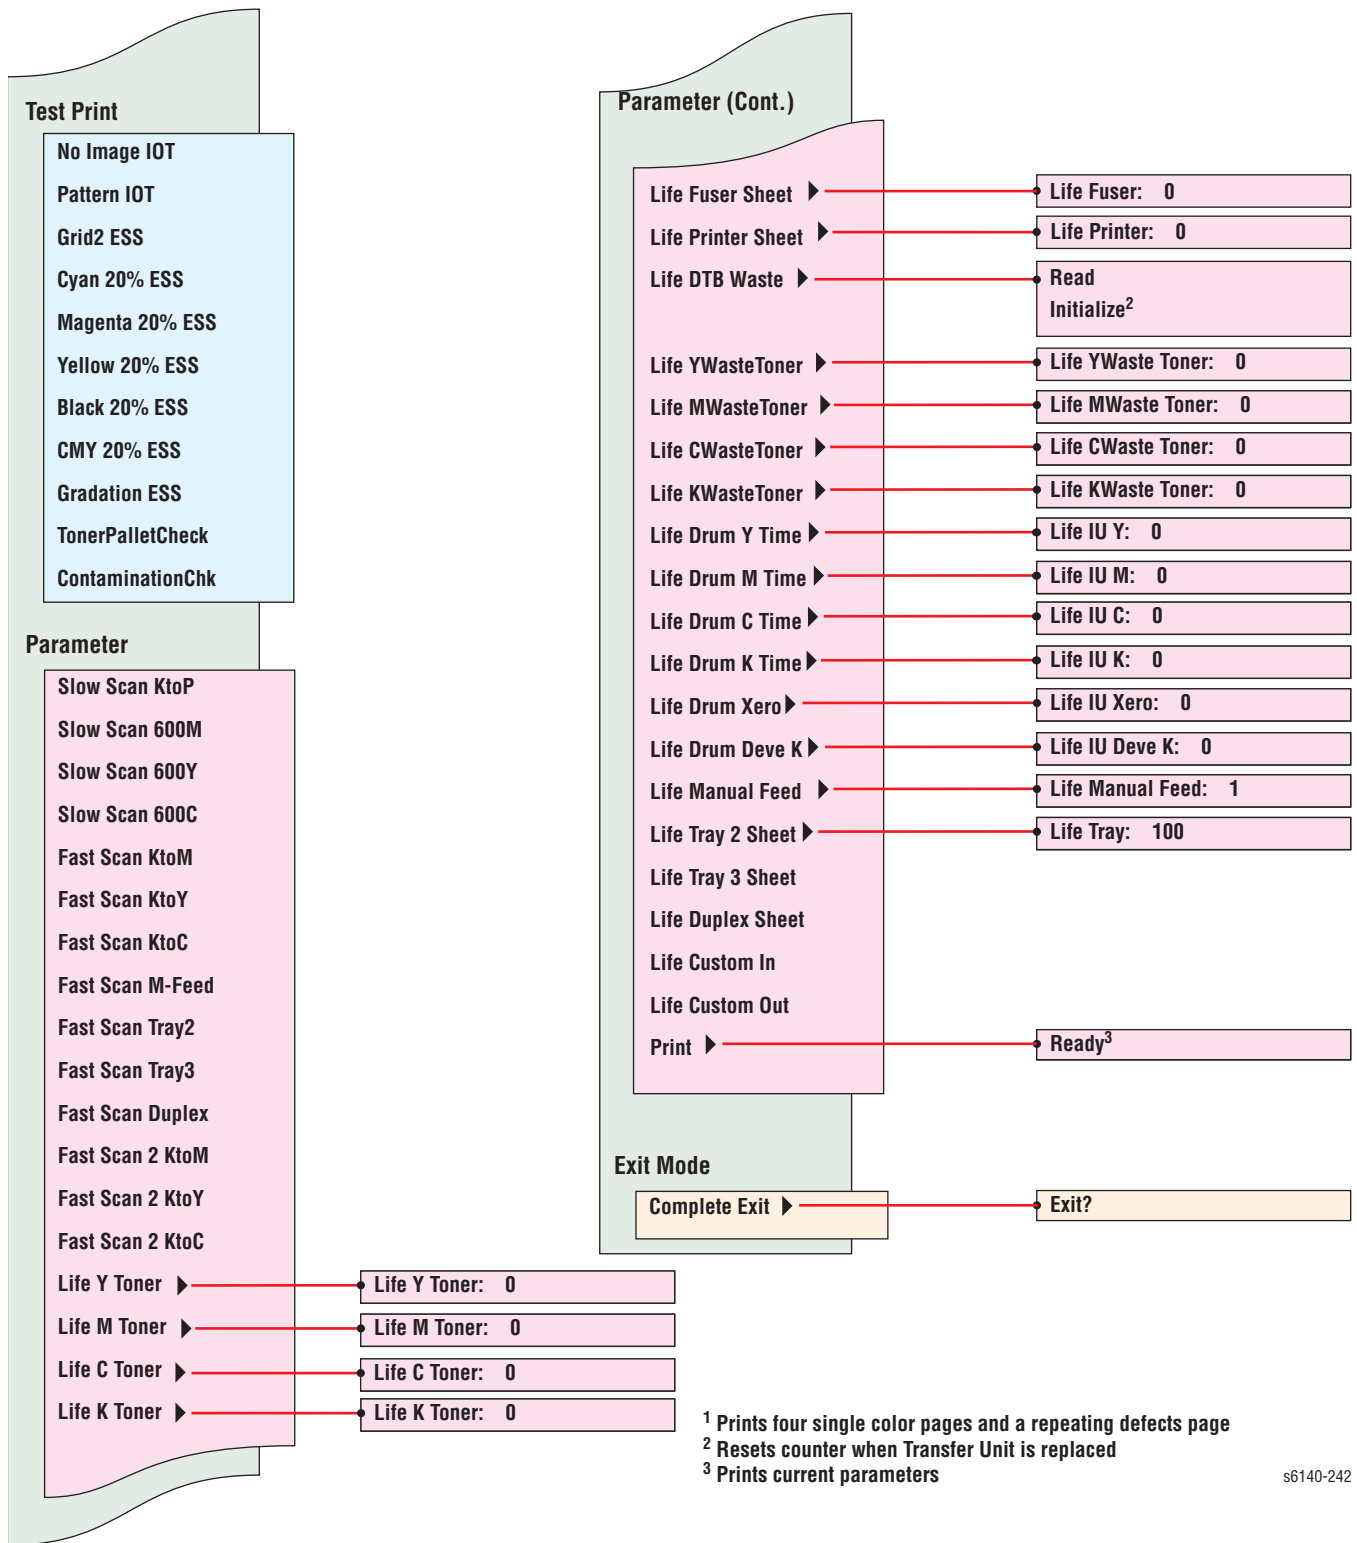 Test Print
No Image IOT
Pattern IOT
Grid2 ESS
Cyan 20% ESS
Magenta 20% ESS
Yellow 20% ESS
Black 20% ESS
CMY 20% ESS
Gradation ESS
TonerPalletCheck
ContaminationChk
Parameter
Slow Scan KtoP
Slow Scan 600M
Slow Scan 600Y
Slow Scan 600C
Fast Scan KtoM
Fast Scan KtoY
Fast Scan KtoC
Fast Scan M-Feed
Fast Scan Tray2
Fast Scan Tray3
Fast Scan Duplex
Fast Scan 2 KtoM
Fast Scan 2 KtoY
Fast Scan 2 KtoC
Life Y Toner
Life Y Toner: 0
Life M Toner
Life M Toner: 0
Life C Toner
Life C Toner: 0
Life K Toner
Life K Toner: 0
Parameter (Cont.)
Life Fuser Sheet
Life Fuser: 0
Life Printer Sheet
Life Printer: 0
Life DTB Waste
Read
Initialize2
Life YWasteToner
Life YWaste Toner: 0
Life MWasteToner
Life MWaste Toner: 0
Life CWasteToner
Life CWaste Toner: 0
Life KWasteToner
Life KWaste Toner: 0
Life Drum Y Time
Life IU Y: 0
Life Drum M Time
Life IU M: 0
Life Drum C Time
Life IU C: 0
Life Drum K Time
Life IU K: 0
Life Drum Xero
Life IU Xero: 0
Life Drum Deve K
Life IU Deve K: 0
Life Manual Feed
Life Manual Feed: 1
Life Tray 2 Sheet
Life Tray: 100
Life Tray 3 Sheet
Life Duplex Sheet
Life Custom In
Life Custom Out
Print
Ready3
Exit Mode
Complete Exit
Exit?
1 Prints four single color pages and a repeating defects page
2 Resets counter when Transfer Unit is replaced
3 Prints current parameters
s6140-242